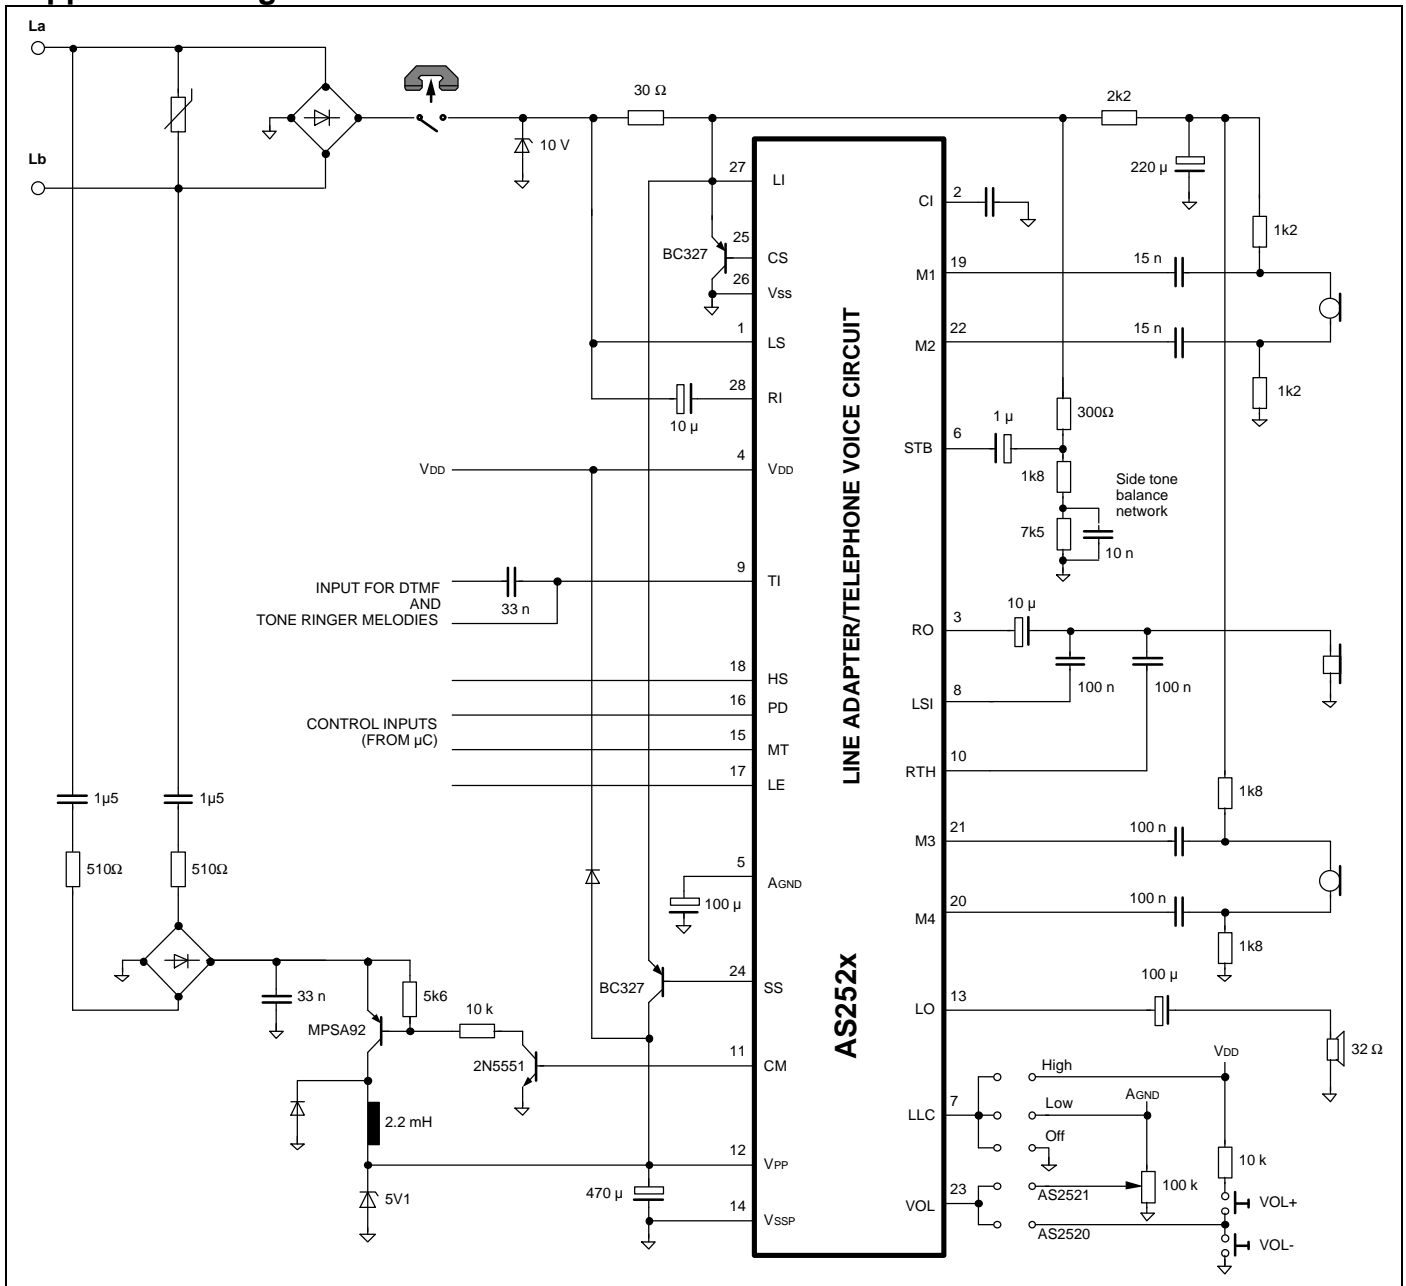 La
Lb
10 V
30 Ω
2k2
220 µ
1k2
27
LI
25
CS
BC327
26
Vss
1
LS
28
RI
10 µ
4
VDD
VDD
9
TI
33 n
INPUT FOR DTMF
AND
TONE RINGER MELODIES
18
HS
16
PD
15
MT
17
LE
CONTROL INPUTS
(FROM µC)
5
AGND
100 µ
24
SS
BC327
11
CM
12
VPP
14
VSSP
470 µ
1µ5
1µ5
510Ω
510Ω
33 n
5k6
10 k
MPSA92
2N5551
2.2 mH
5V1
LINE ADAPTER/TELEPHONE VOICE CIRCUIT
AS252x
CI
2
M1
19
15 n
M2
22
15 n
1k2
STB
6
1 µ
300Ω
1k8
7k5
10 n
Side tone
balance
network
RO
3
10 µ
LSI
8
100 n
100 n
RTH
10
1k8
M3
21
100 n
M4
20
100 n
1k8
LO
13
100 µ
32 Ω
LLC
7
High
Low
Off
VDD
AGND
10 k
100 k
VOL
23
AS2521
AS2520
VOL+
VOL-